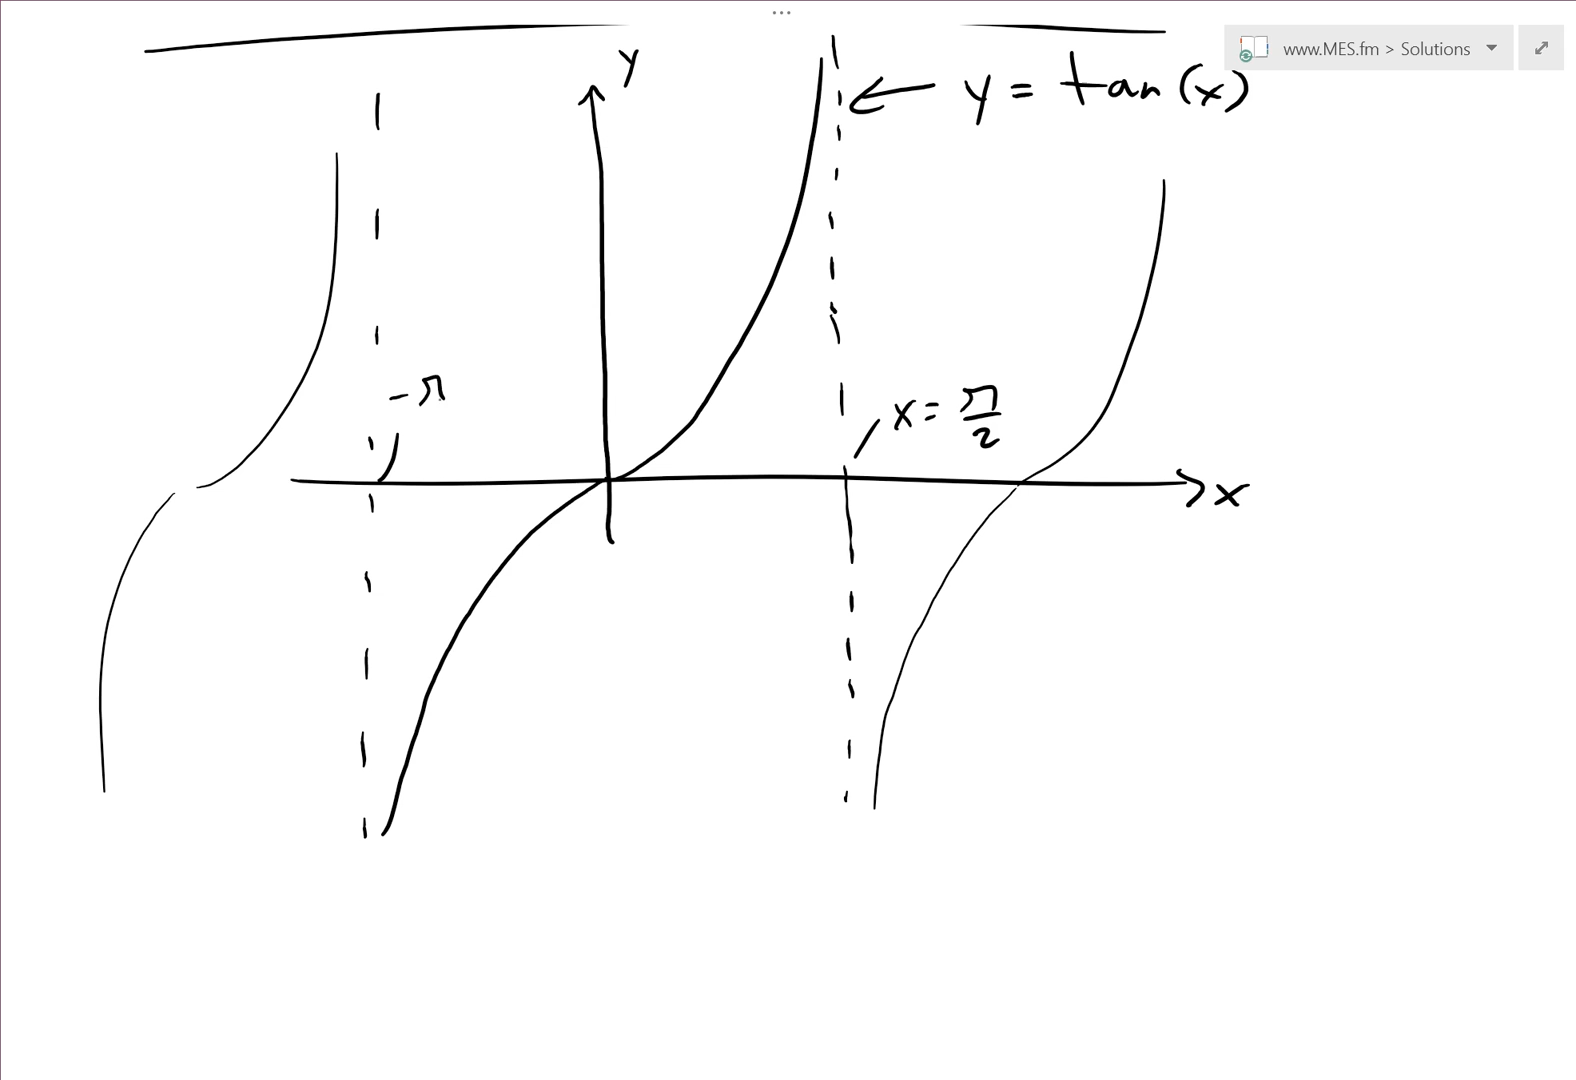 www.MES.fm > Solutions
y
y = tan(x)
-π
x = π/2
x